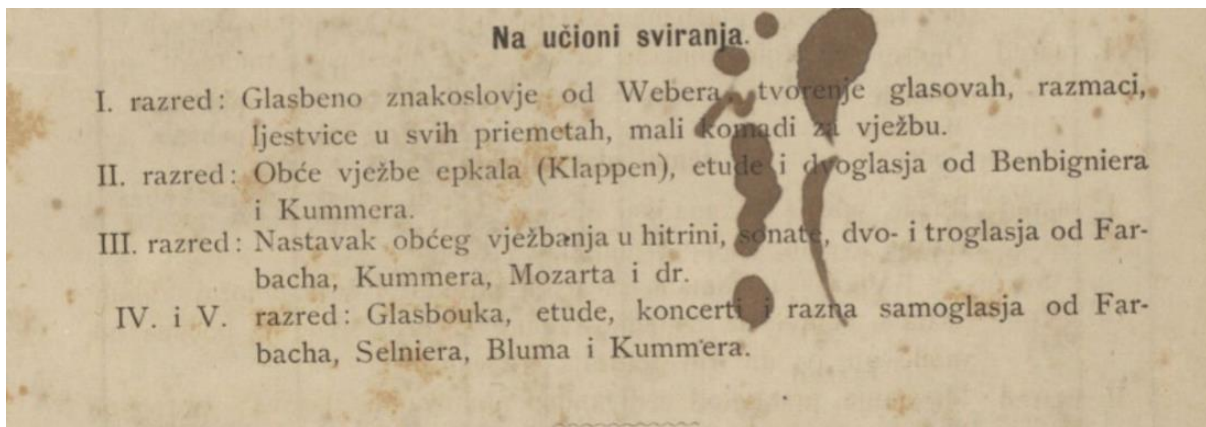 Na učioni sviranja.
I. razred: Glasbeno znakoslovje od Webera, tvorenje glasovah, razmaci,
ljestvice u svih priemetah, mali komadi za vježbu.
II. razred: Obće vježbe epkala (Klappen), etude i dvoglasja od Benbigniera
i Kummera.
III. razred: Nastavak obćeg vježbanja u hitrini, sonate, dvo- i troglasja od Far-
bacha, Kummera, Mozarta i dr.
IV. i V. razred: Glasbouka, etude, koncerti i razna samoglasja od Far-
bacha, Selniera, Bluma i Kummera.